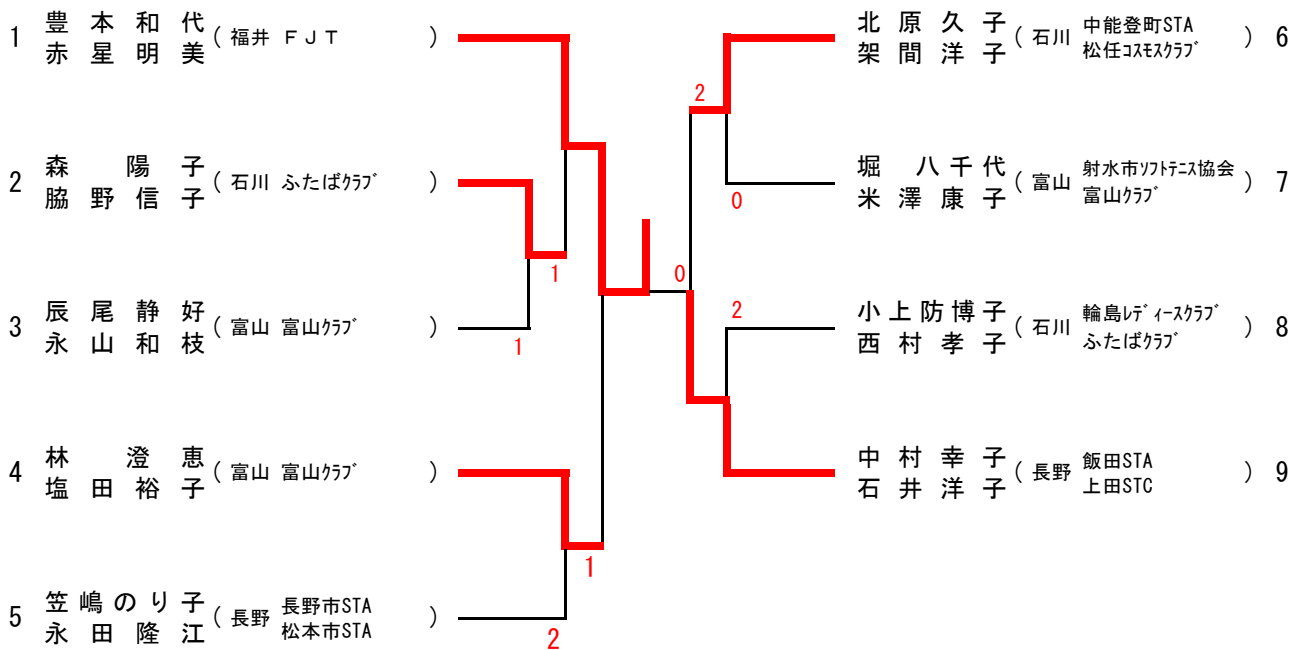 1 豊本和代 赤星明美 ( 福井 ＦＪＴ )
2 森 陽子 脇野信子 ( 石川 ふたばｸﾗﾌﾞ )
3 辰尾静好 永山和枝 ( 富山 富山ｸﾗﾌﾞ )
4 林 澄恵 塩田裕子 ( 富山 富山ｸﾗﾌﾞ )
5 笠嶋のり子 永田隆江 ( 長野 長野市STA 松本市STA )
1
1
1
2
北原久子 架間洋子 ( 石川 中能登町STA 松任ｺｽﾓｽｸﾗﾌﾞ ) 6
堀 八千代 米澤康子 ( 富山 射水市ｿﾌﾄﾃﾆｽ協会 富山ｸﾗﾌﾞ ) 7
小上防博子 西村孝子 ( 石川 輪島ﾚﾃﾞｨｰｽｸﾗﾌﾞ ふたばｸﾗﾌﾞ ) 8
中村幸子 石井洋子 ( 長野 飯田STA 上田STC ) 9
2
0
0
2